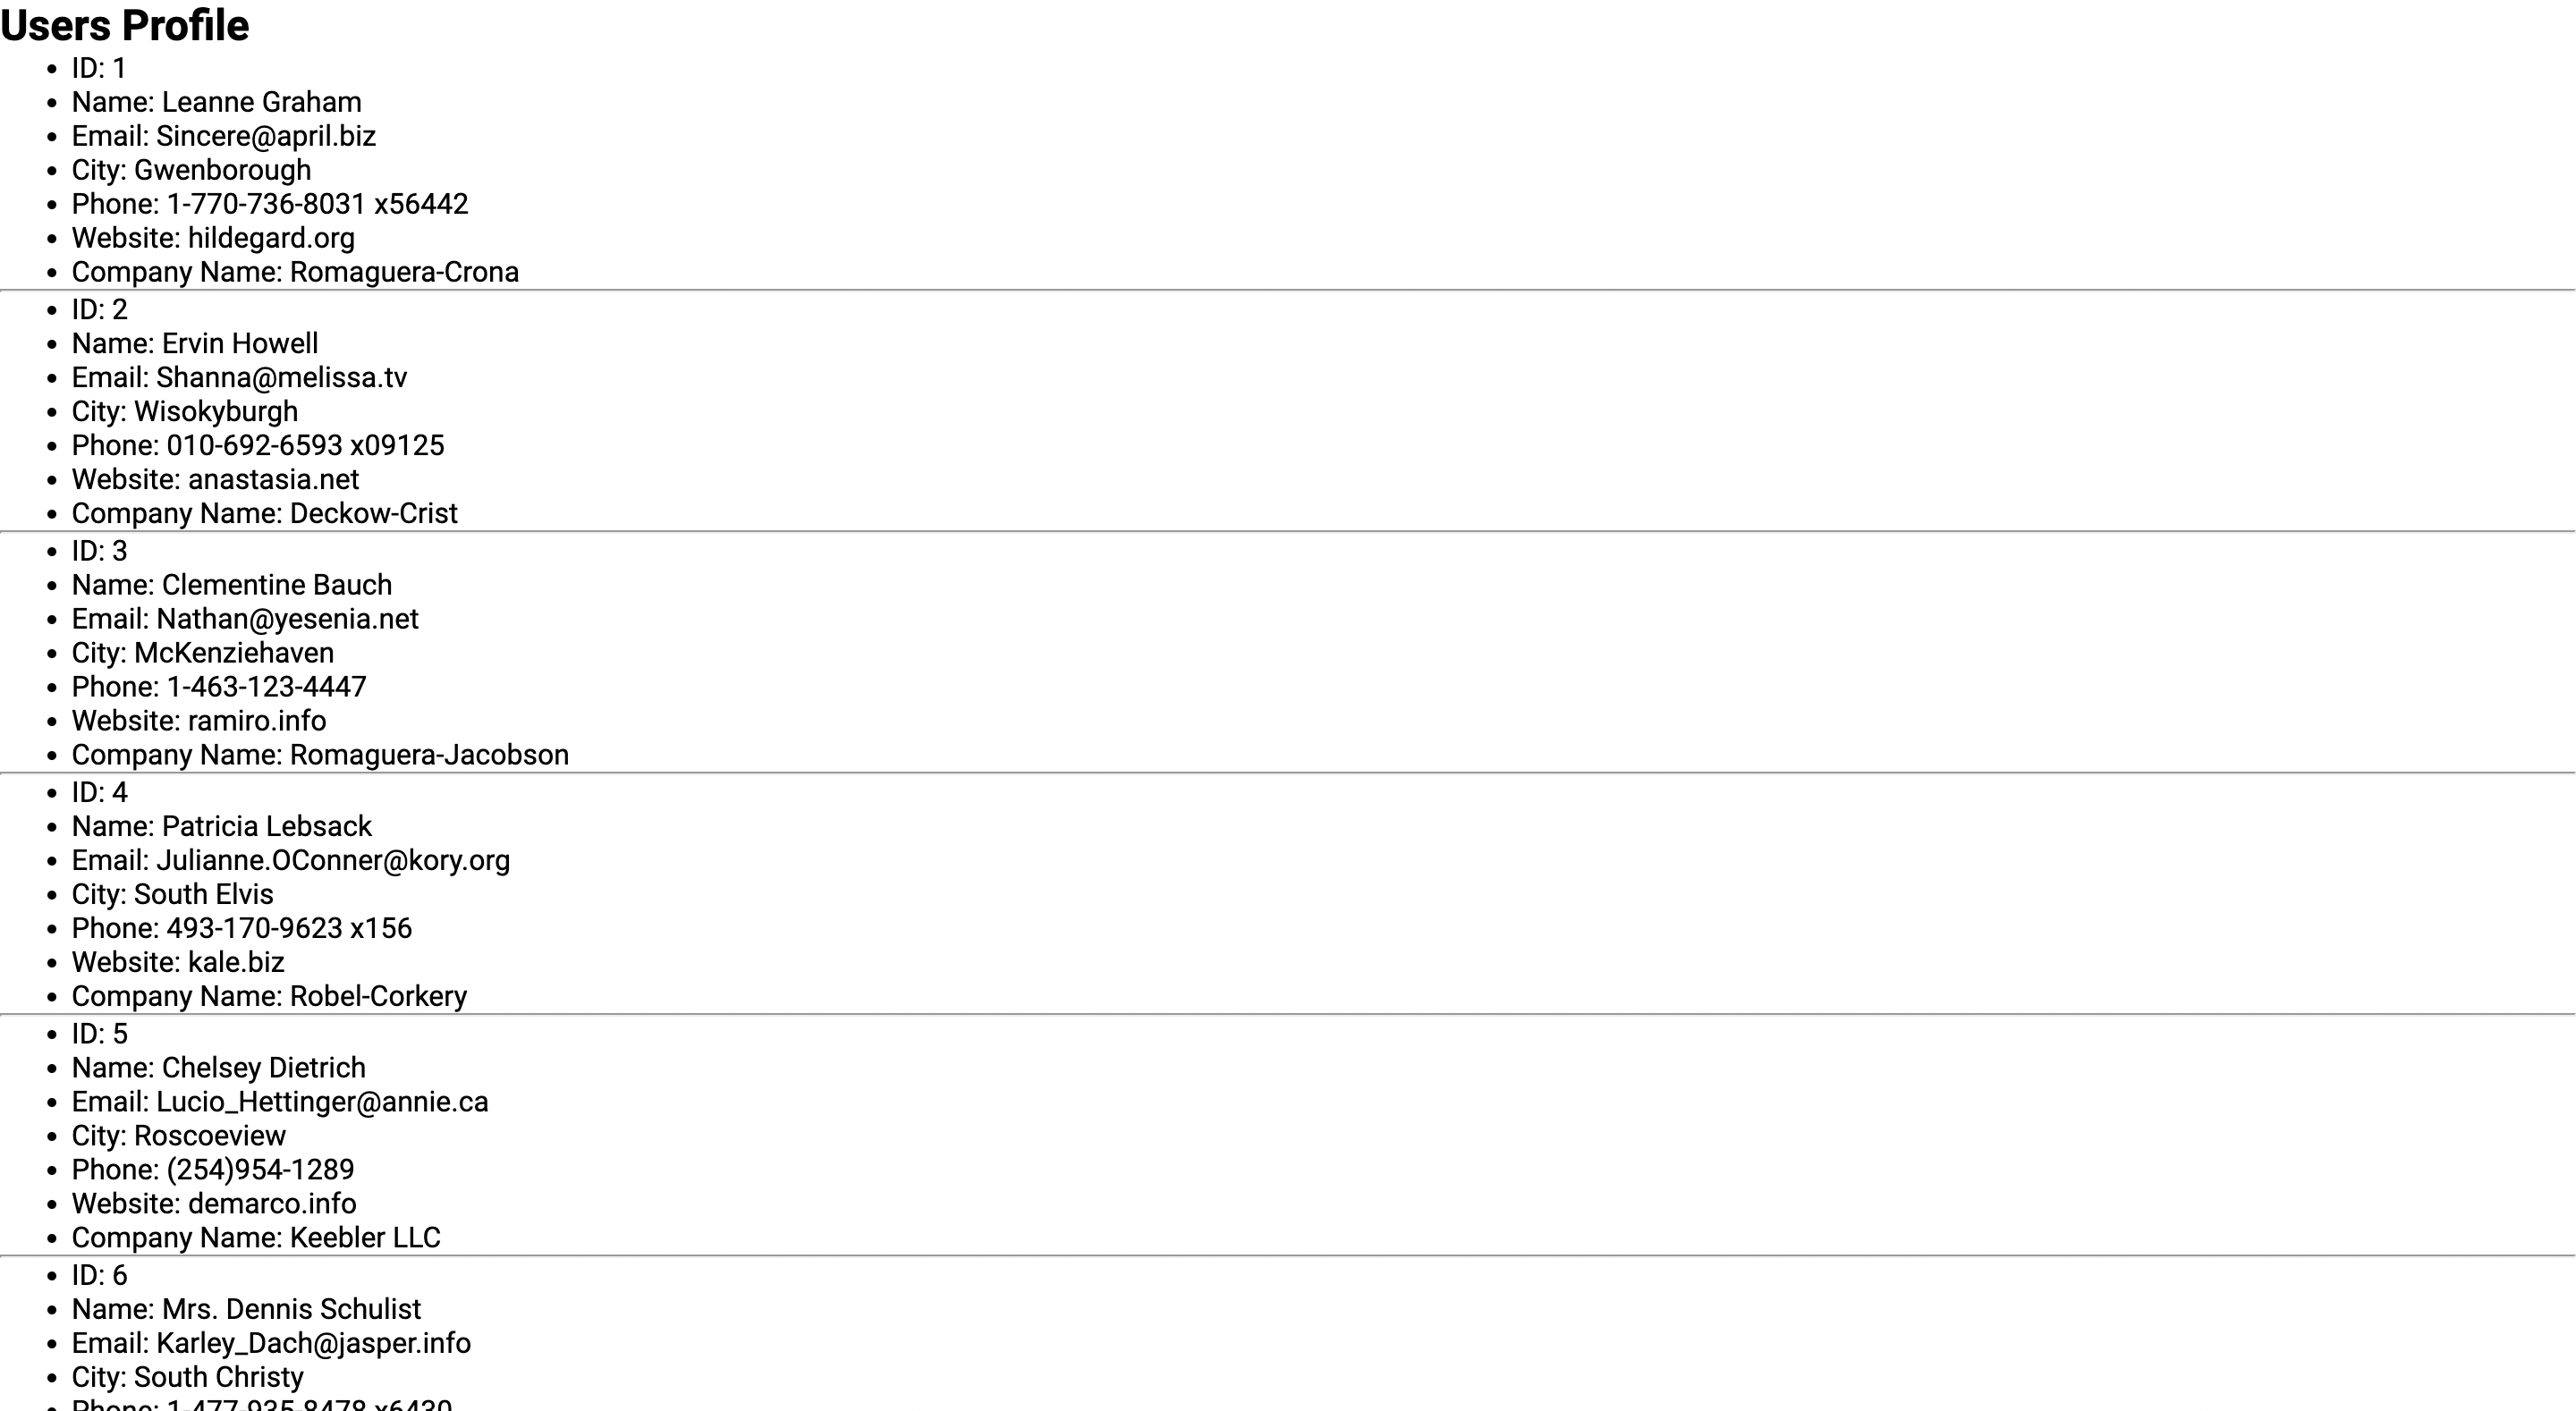 Users Profile
ID: 1
Name: Leanne Graham
Email: Sincere@april.biz
City: Gwenborough
Phone: 1-770-736-8031 x56442
Website: hildegard.org
Company Name: Romaguera-Crona
ID: 2
Name: Ervin Howell
Email: Shanna@melissa.tv
City: Wisokyburgh
Phone: 010-692-6593 x09125
Website: anastasia.net
Company Name: Deckow-Crist
ID: 3
Name: Clementine Bauch
Email: Nathan@yesenia.net
City: McKenziehaven
Phone: 1-463-123-4447
Website: ramiro.info
Company Name: Romaguera-Jacobson
ID: 4
Name: Patricia Lebsack
Email: Julianne.OConner@kory.org
City: South Elvis
Phone: 493-170-9623 x156
Website: kale.biz
Company Name: Robel-Corkery
ID: 5
Name: Chelsey Dietrich
Email: Lucio_Hettinger@annie.ca
City: Roscoeview
Phone: (254)954-1289
Website: demarco.info
Company Name: Keebler LLC
ID: 6
Name: Mrs. Dennis Schulist
Email: Karley_Dach@jasper.info
City: South Christy
Phone: 1-477-935-8478 x6430